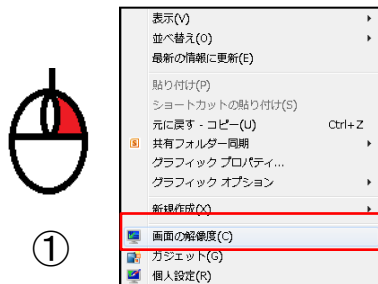 表示(V)
並べ替え(O)
最新の情報に更新(E)
貼り付け(P)
ショートカットの貼り付け(S)
元に戻す - コピー(U) Ctrl+Z
共有フォルダー同期
グラフィック プロパティ...
グラフィック オプション
新規作成(X)
画面の解像度(C)
ガジェット(G)
個人設定(R)
①